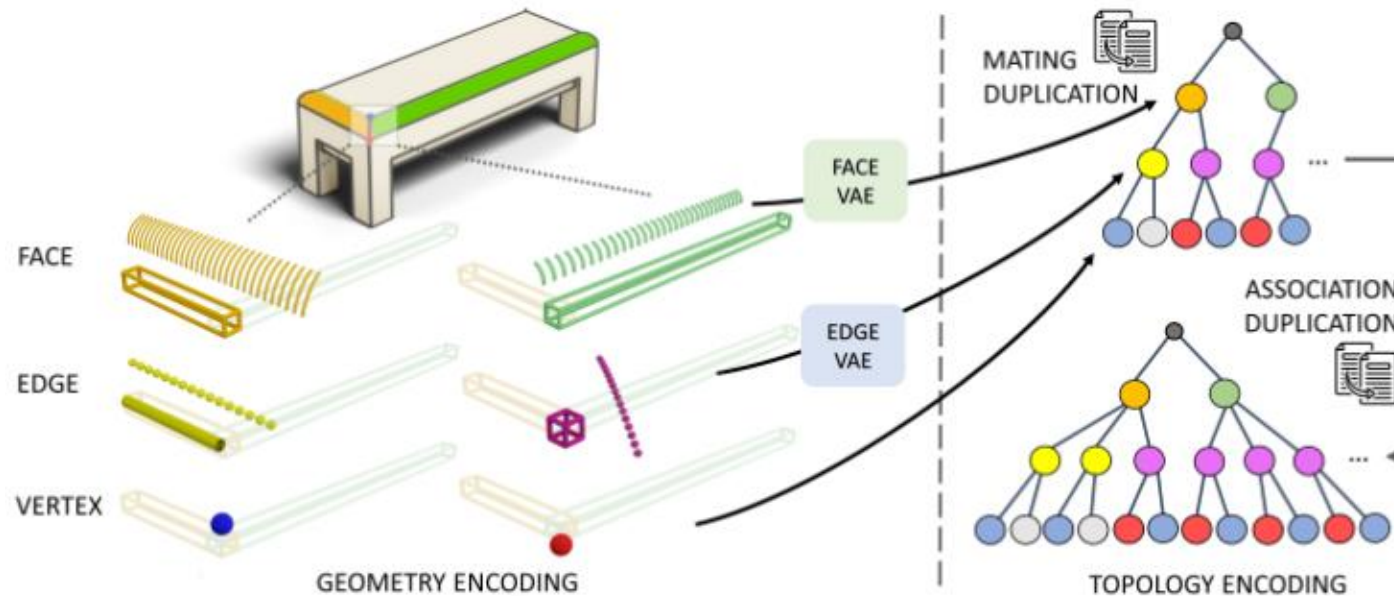 MATING
DUPLICATION
FACE
VAE
FACE
...
ASSOCIATION
DUPLICATION
EDGE
VAE
EDGE
...
VERTEX
GEOMETRY ENCODING
TOPOLOGY ENCODING